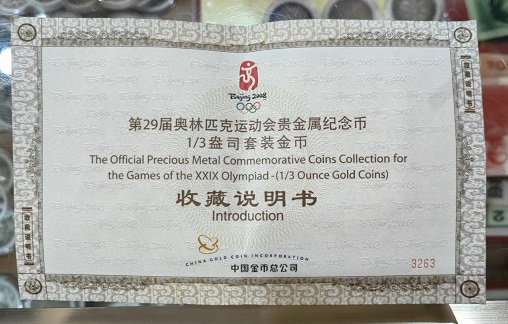 Beijing 2008
第29届奥林匹克运动会贵金属纪念币
1/3盎司套装金币
The Official Precious Metal Commemorative Coins Collection for
the Games of the XXIX Olympiad-(1/3 Ounce Gold Coins)
收藏说明书
Introduction
CHINA GOLD COIN INCORPORATION
中国金币总公司
3263